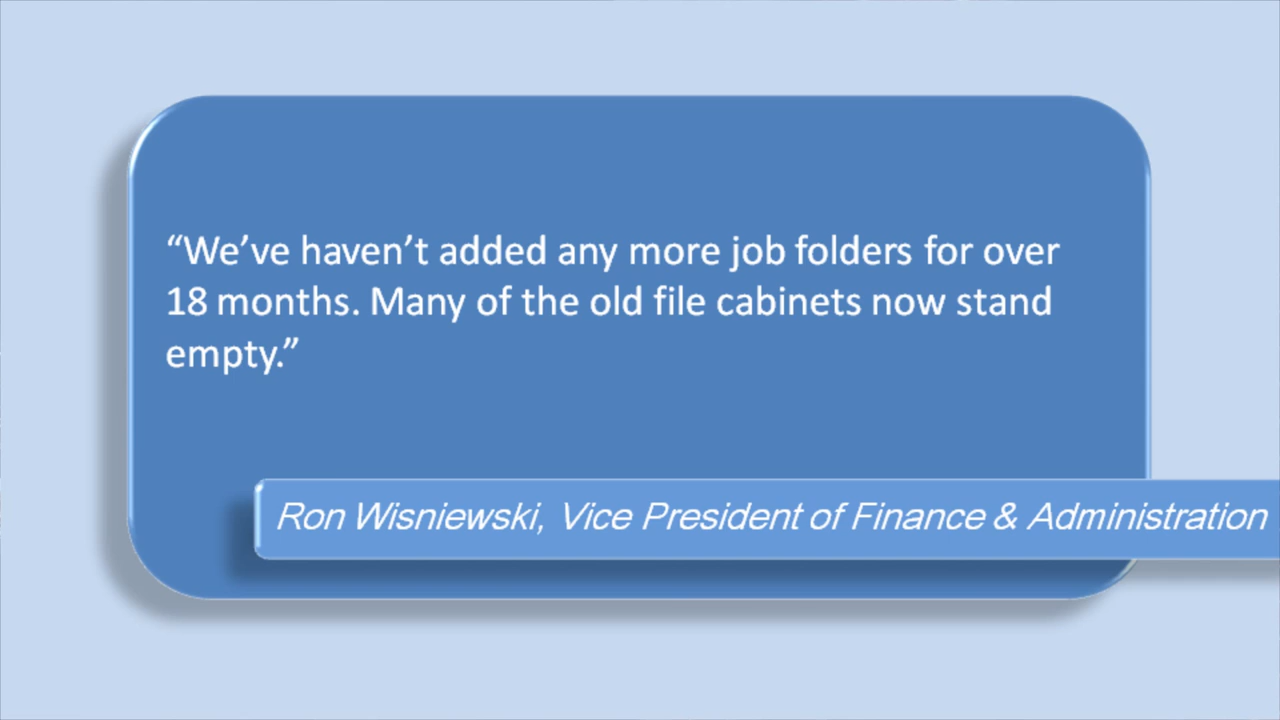 “We’ve haven’t added any more job folders for over
18 months. Many of the old file cabinets now stand
empty.”
Ron Wisniewski, Vice President of Finance & Administration